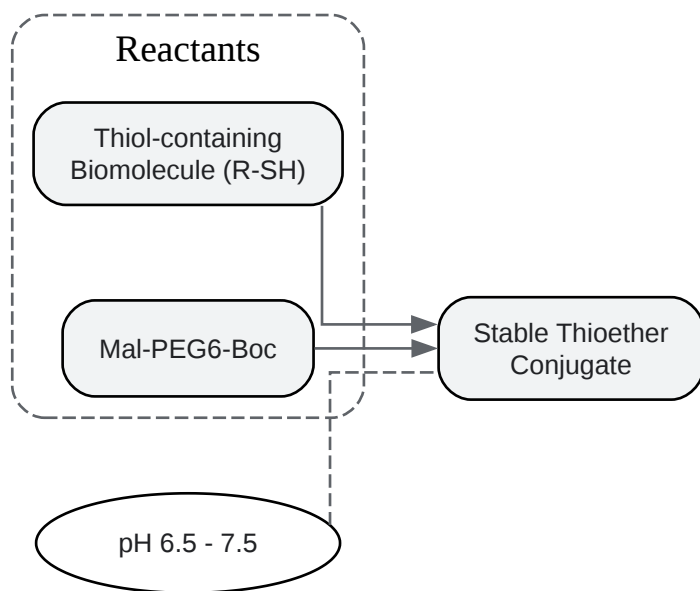 Reactants
Thiol-containing
Biomolecule (R-SH)
Mal-PEG6-Boc
Stable Thioether
Conjugate
pH 6.5 - 7.5